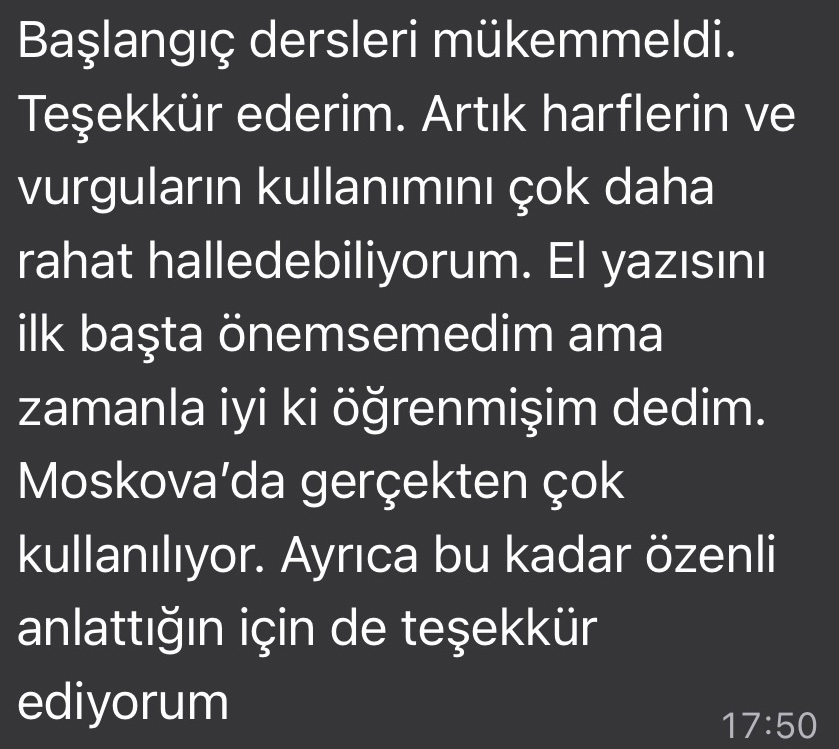 Başlangıç dersleri mükemmeldi.
Teşekkür ederim. Artık harflerin ve
vurguların kullanımını çok daha
rahat halledebiliyorum. El yazısını
ilk başta önemsemedim ama
zamanla iyi ki öğrenmişim dedim.
Moskova’da gerçekten çok
kullanılıyor. Ayrıca bu kadar özenli
anlattığın için de teşekkür
ediyorum
17:50